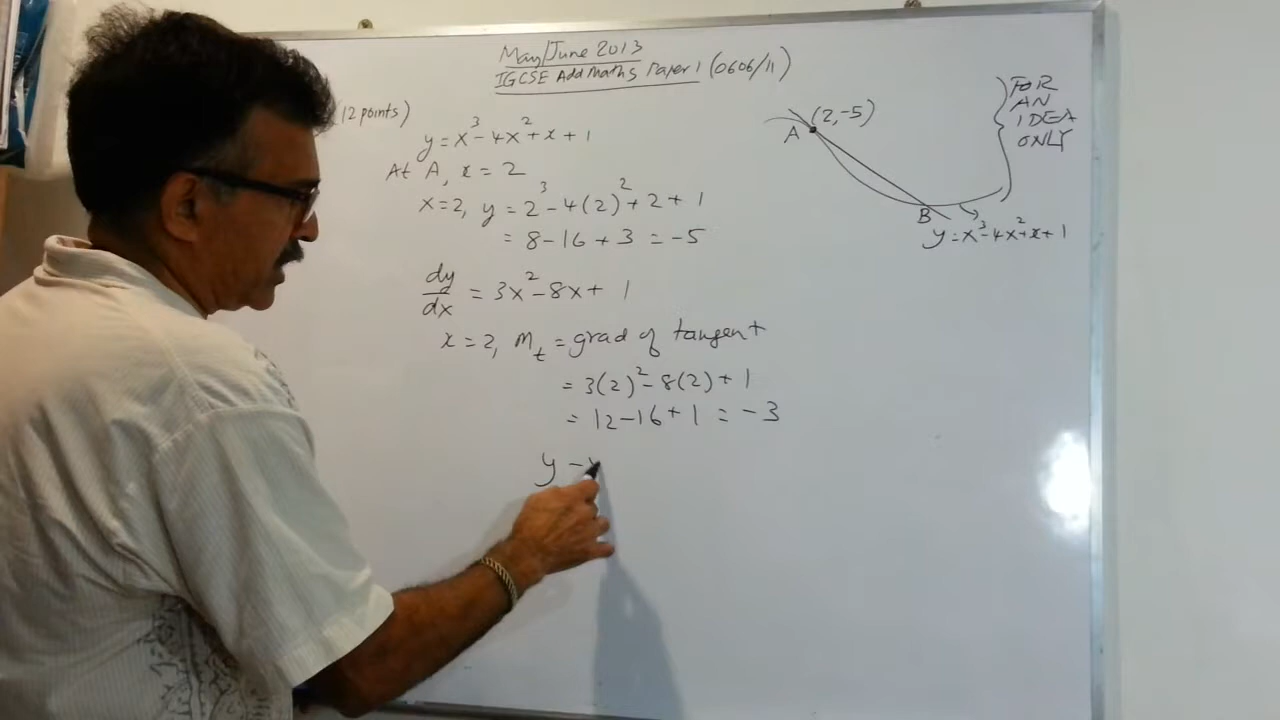 May/June 2013
IGCSE Add Maths Paper 1 (0606/11)
12 points)
y = x³ - 4x² + x + 1
At A, x = 2
x = 2, y = 2³ - 4(2)² + 2 + 1
= 8 - 16 + 3 = -5
dy/dx = 3x² - 8x + 1
x = 2, m_t = grad of tangent
= 3(2)² - 8(2) + 1
= 12 - 16 + 1 = -3
y -
A (2, -5)
B
y = x³ - 4x² + x + 1
FOR
AN
IDEA
ONLY